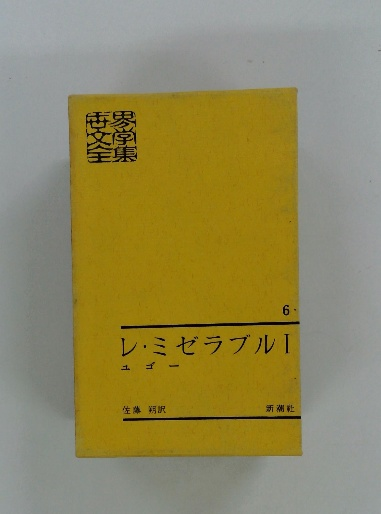 世界文学全集
6
レ・ミゼラブル I
ユゴー
佐藤 朔訳
新潮社